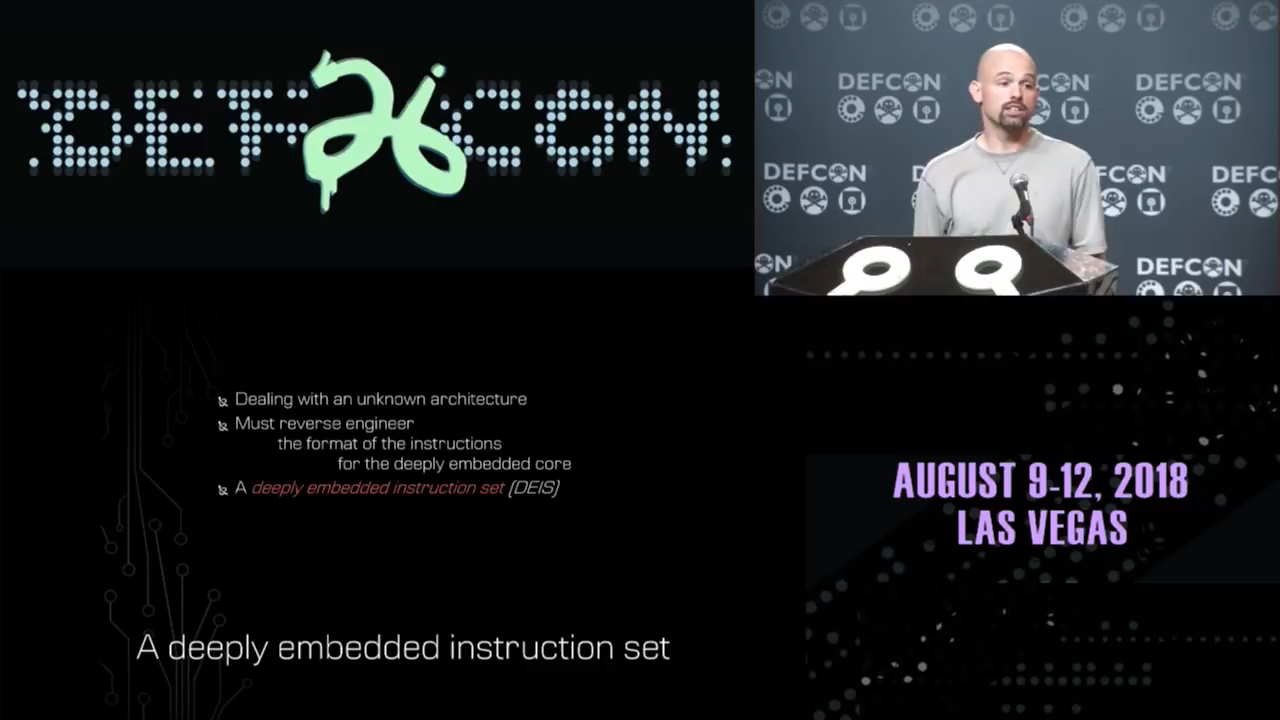 DEF 26 CON
DEFCON
DEFCON
DEFCON
DEFCON
DEFCON
DEFCON
DEFCON
Dealing with an unknown architecture
Must reverse engineer
the format of the instructions
for the deeply embedded core
A deeply embedded instruction set (DEIS)
A deeply embedded instruction set
AUGUST 9-12, 2018
LAS VEGAS